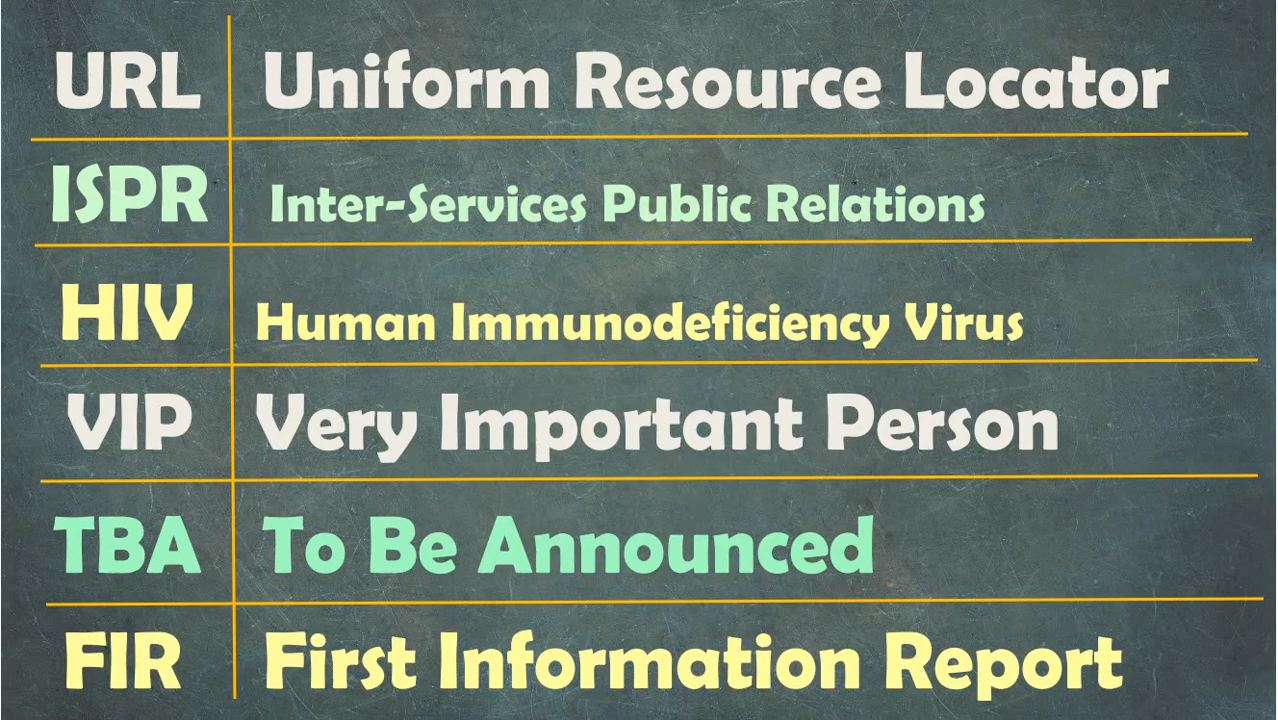 URL Uniform Resource Locator
ISPR Inter-Services Public Relations
HIV Human Immunodeficiency Virus
VIP Very Important Person
TBA To Be Announced
FIR First Information Report